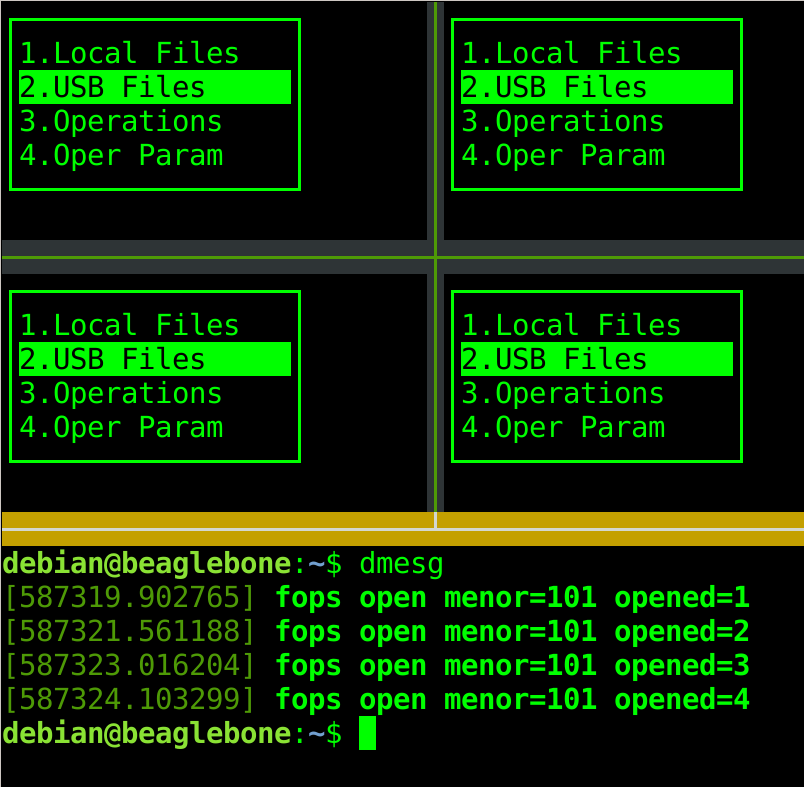 1.Local Files
2.USB Files
3.Operations
4.Oper Param
1.Local Files
2.USB Files
3.Operations
4.Oper Param
1.Local Files
2.USB Files
3.Operations
4.Oper Param
1.Local Files
2.USB Files
3.Operations
4.Oper Param
debian@beaglebone:~$ dmesg
[587319.902765] fops open menor=101 opened=1
[587321.561188] fops open menor=101 opened=2
[587323.016204] fops open menor=101 opened=3
[587324.103299] fops open menor=101 opened=4
debian@beaglebone:~$